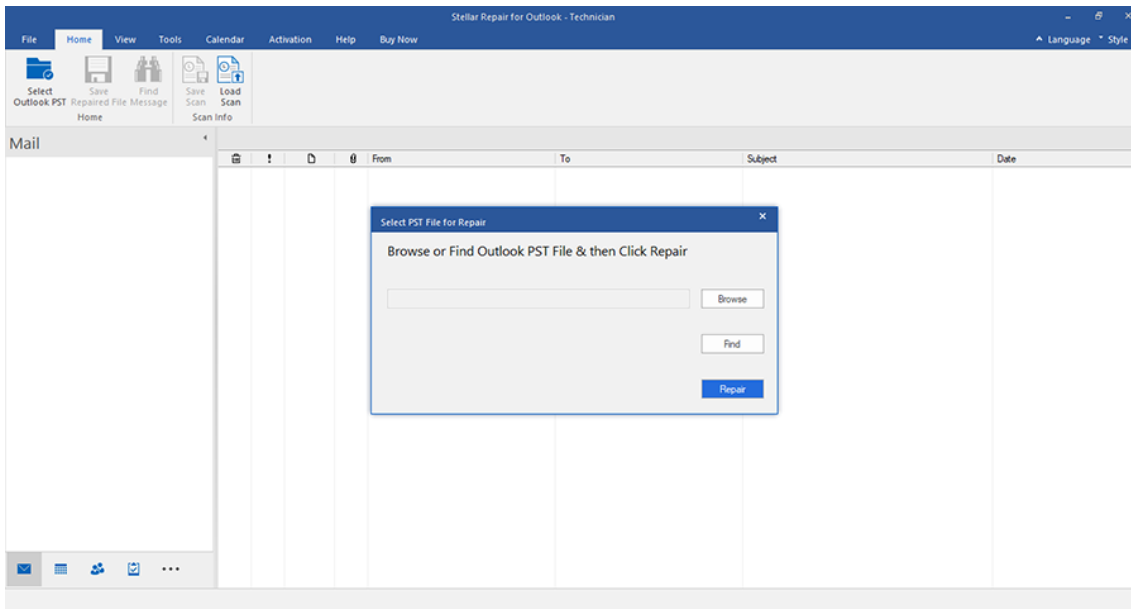 Stellar Repair for Outlook - Technician
File Home View Tools Calendar Activation Help Buy Now Language Style
Select Outlook PST
Save Repaired File
Find Message
Save Scan
Load Scan
Home Scan Info
Mail
From To Subject Date
Select PST File for Repair
Browse or Find Outlook PST File & then Click Repair
Browse
Find
Repair